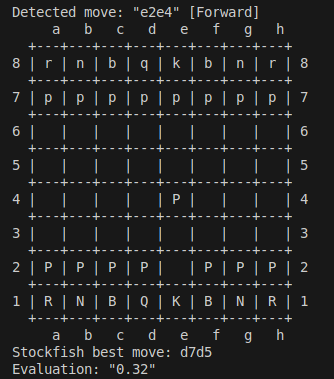 Detected move: "e2e4" [Forward]
    a   b   c   d   e   f   g   h
  +---+---+---+---+---+---+---+---+
8 | r | n | b | q | k | b | n | r | 8
  +---+---+---+---+---+---+---+---+
7 | p | p | p | p | p | p | p | p | 7
  +---+---+---+---+---+---+---+---+
6 |   |   |   |   |   |   |   |   | 6
  +---+---+---+---+---+---+---+---+
5 |   |   |   |   |   |   |   |   | 5
  +---+---+---+---+---+---+---+---+
4 |   |   |   |   | P |   |   |   | 4
  +---+---+---+---+---+---+---+---+
3 |   |   |   |   |   |   |   |   | 3
  +---+---+---+---+---+---+---+---+
2 | P | P | P | P |   | P | P | P | 2
  +---+---+---+---+---+---+---+---+
1 | R | N | B | Q | K | B | N | R | 1
  +---+---+---+---+---+---+---+---+
    a   b   c   d   e   f   g   h
Stockfish best move: d7d5
Evaluation: "0.32"